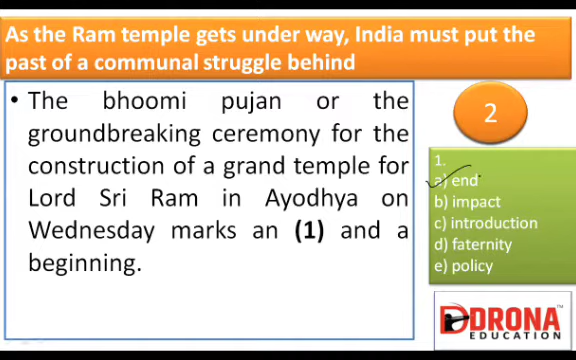 As the Ram temple gets under way, India must put the
past of a communal struggle behind
• The bhoomi pujan or the
groundbreaking ceremony for the
construction of a grand temple for
Lord Sri Ram in Ayodhya on
Wednesday marks an (1) and a
beginning.
2
1.
a) end
b) impact
c) introduction
d) faternity
e) policy
DRONA
EDUCATION